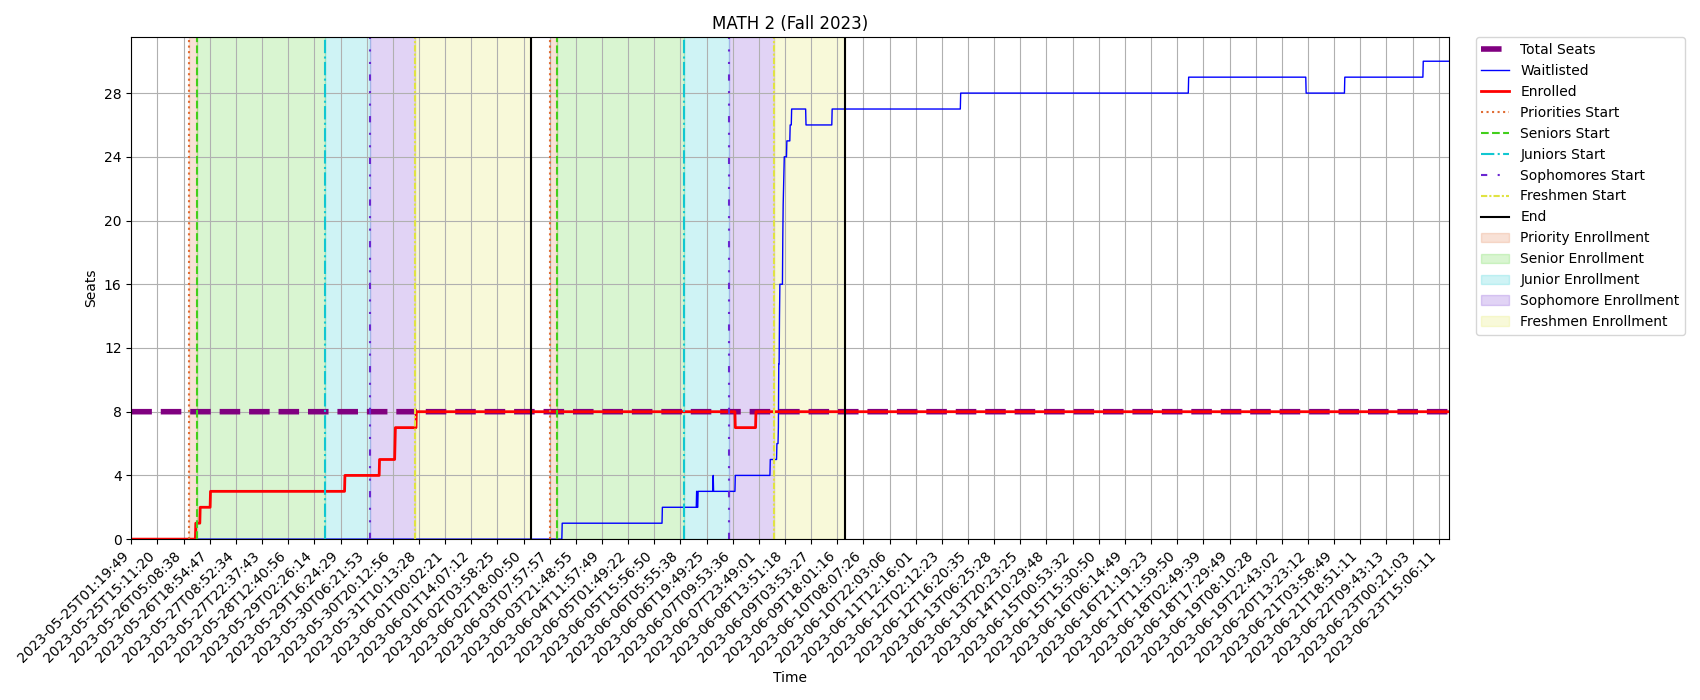 MATH 2 (Fall 2023)
Seats
28
24
20
16
12
8
4
0
2023-05-25T01:19:49
2023-05-25T15:11:20
2023-05-26T05:08:38
2023-05-26T18:54:47
2023-05-27T08:52:34
2023-05-27T22:37:43
2023-05-28T12:40:56
2023-05-29T02:26:14
2023-05-29T16:24:29
2023-05-30T06:21:53
2023-05-30T20:12:56
2023-05-31T10:13:28
2023-06-01T00:02:21
2023-06-01T14:07:12
2023-06-02T03:58:25
2023-06-02T18:00:50
2023-06-03T07:57:57
2023-06-03T21:48:55
2023-06-04T11:57:49
2023-06-05T01:49:22
2023-06-05T15:56:50
2023-06-06T05:55:38
2023-06-06T19:49:25
2023-06-07T09:53:36
2023-06-07T23:49:01
2023-06-08T13:51:18
2023-06-09T03:53:27
2023-06-09T18:01:16
2023-06-10T08:07:26
2023-06-10T22:03:06
2023-06-11T12:16:01
2023-06-12T02:12:23
2023-06-12T16:20:35
2023-06-13T06:25:28
2023-06-13T20:23:25
2023-06-14T10:29:48
2023-06-15T00:53:32
2023-06-15T15:30:50
2023-06-16T06:14:49
2023-06-16T21:19:23
2023-06-17T11:59:50
2023-06-18T02:49:39
2023-06-18T17:29:49
2023-06-19T08:10:28
2023-06-19T22:43:02
2023-06-20T13:23:12
2023-06-21T03:58:49
2023-06-21T18:51:11
2023-06-22T09:43:13
2023-06-23T00:21:03
2023-06-23T15:06:11
Time
Total Seats
Waitlisted
Enrolled
Priorities Start
Seniors Start
Juniors Start
Sophomores Start
Freshmen Start
End
Priority Enrollment
Senior Enrollment
Junior Enrollment
Sophomore Enrollment
Freshmen Enrollment